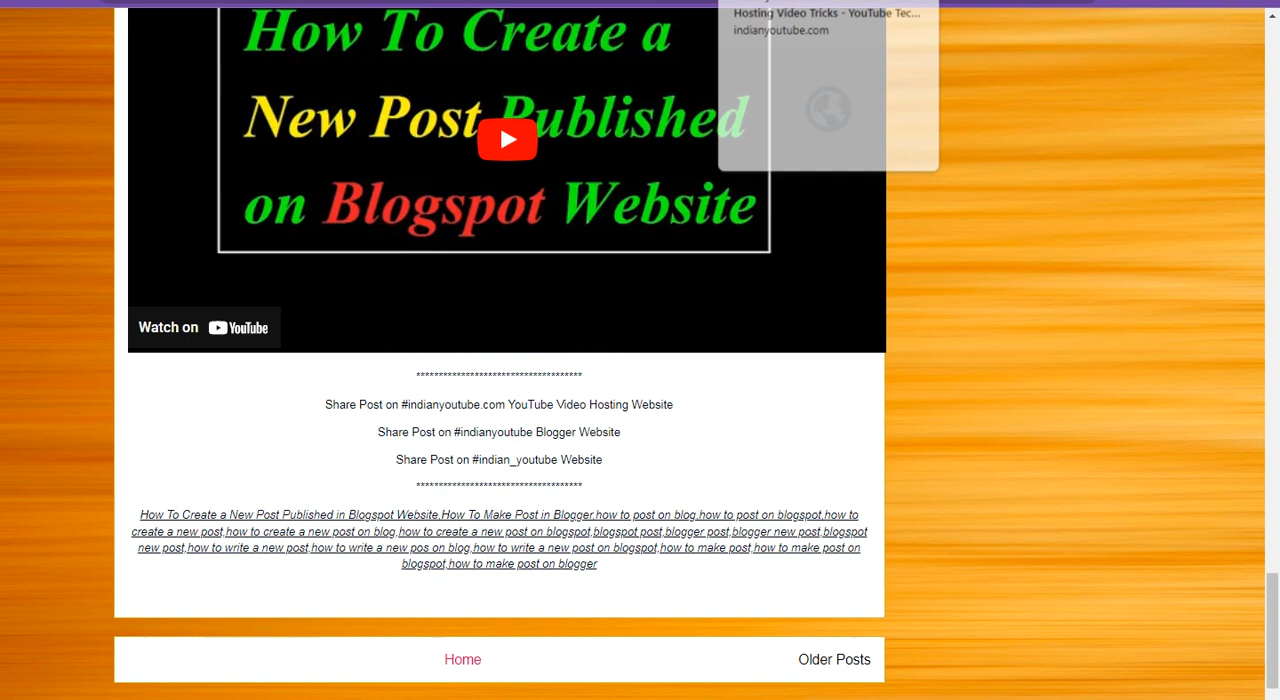 Hosting Video Tricks - YouTube Tec...
indianyoutube.com
How To Create a
New Post Published
on Blogspot Website
Watch on YouTube
*************************************
Share Post on #indianyoutube.com YouTube Video Hosting Website
Share Post on #indianyoutube Blogger Website
Share Post on #indian_youtube Website
*************************************
How To Create a New Post Published in Blogspot Website,How To Make Post in Blogger,how to post on blog,how to post on blogspot,how to
create a new post,how to create a new post on blog,how to create a new post on blogspot,blogspot post,blogger post,blogger new post,blogspot
new post,how to write a new post,how to write a new pos on blog,how to write a new post on blogspot,how to make post,how to make post on
blogspot,how to make post on blogger
Home
Older Posts